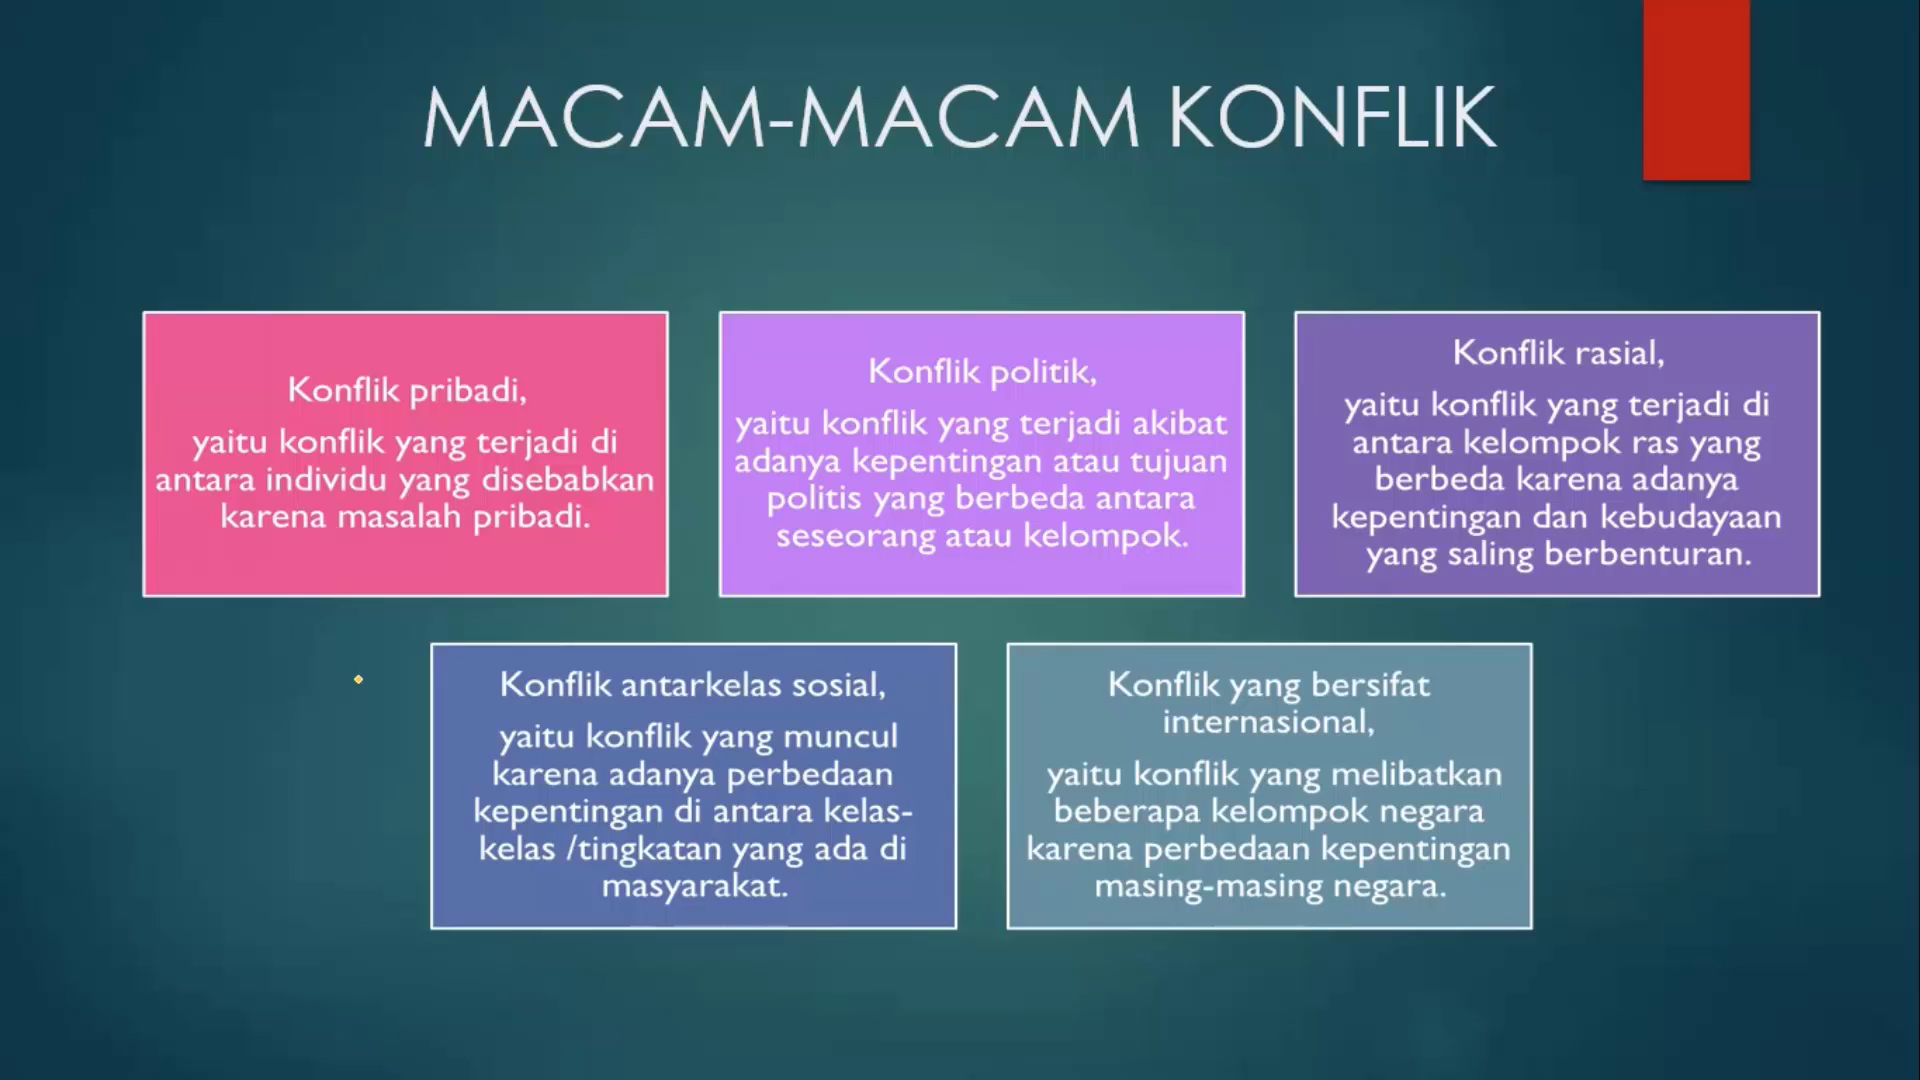 MACAM-MACAM KONFLIK
Konflik pribadi,
yaitu konflik yang terjadi di
antara individu yang disebabkan
karena masalah pribadi.
Konflik politik,
yaitu konflik yang terjadi akibat
adanya kepentingan atau tujuan
politis yang berbeda antara
seseorang atau kelompok.
Konflik rasial,
yaitu konflik yang terjadi di
antara kelompok ras yang
berbeda karena adanya
kepentingan dan kebudayaan
yang saling berbenturan.
Konflik antarkelas sosial,
yaitu konflik yang muncul
karena adanya perbedaan
kepentingan di antara kelas-
kelas /tingkatan yang ada di
masyarakat.
Konflik yang bersifat
internasional,
yaitu konflik yang melibatkan
beberapa kelompok negara
karena perbedaan kepentingan
masing-masing negara.